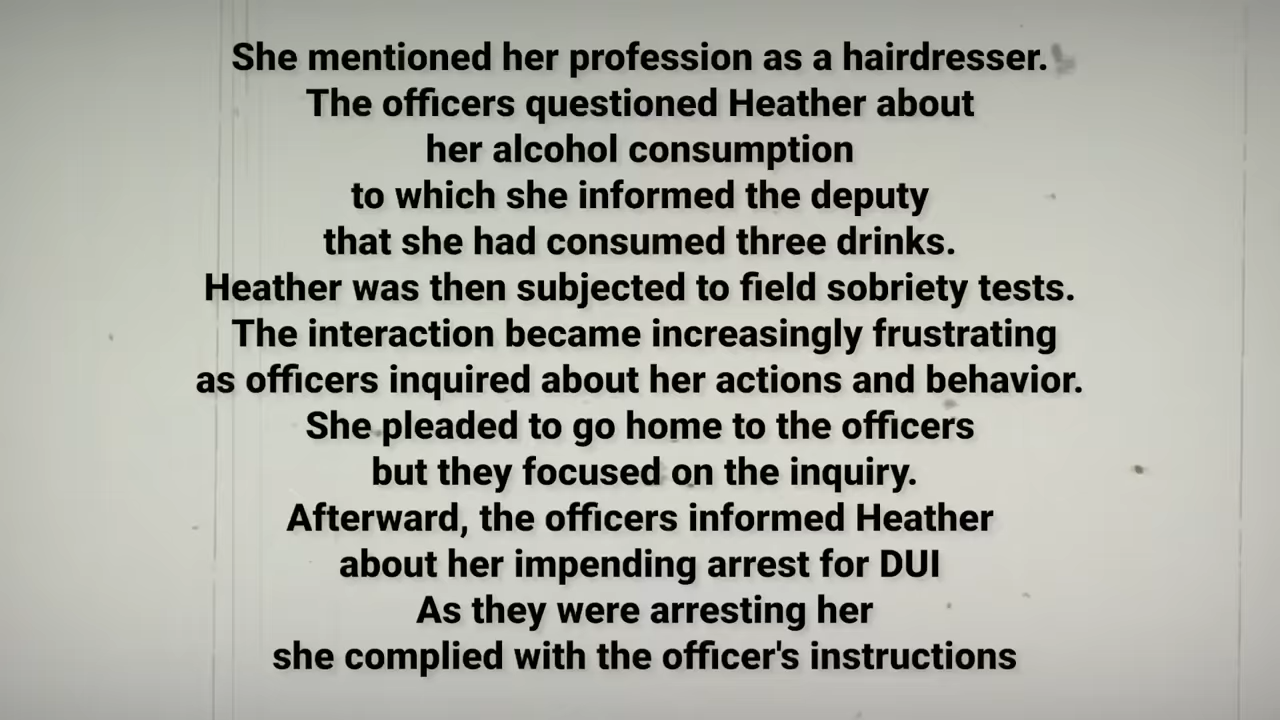 She mentioned her profession as a hairdresser.
The officers questioned Heather about
her alcohol consumption
to which she informed the deputy
that she had consumed three drinks.
Heather was then subjected to field sobriety tests.
The interaction became increasingly frustrating
as officers inquired about her actions and behavior.
She pleaded to go home to the officers
but they focused on the inquiry.
Afterward, the officers informed Heather
about her impending arrest for DUI
As they were arresting her
she complied with the officer's instructions